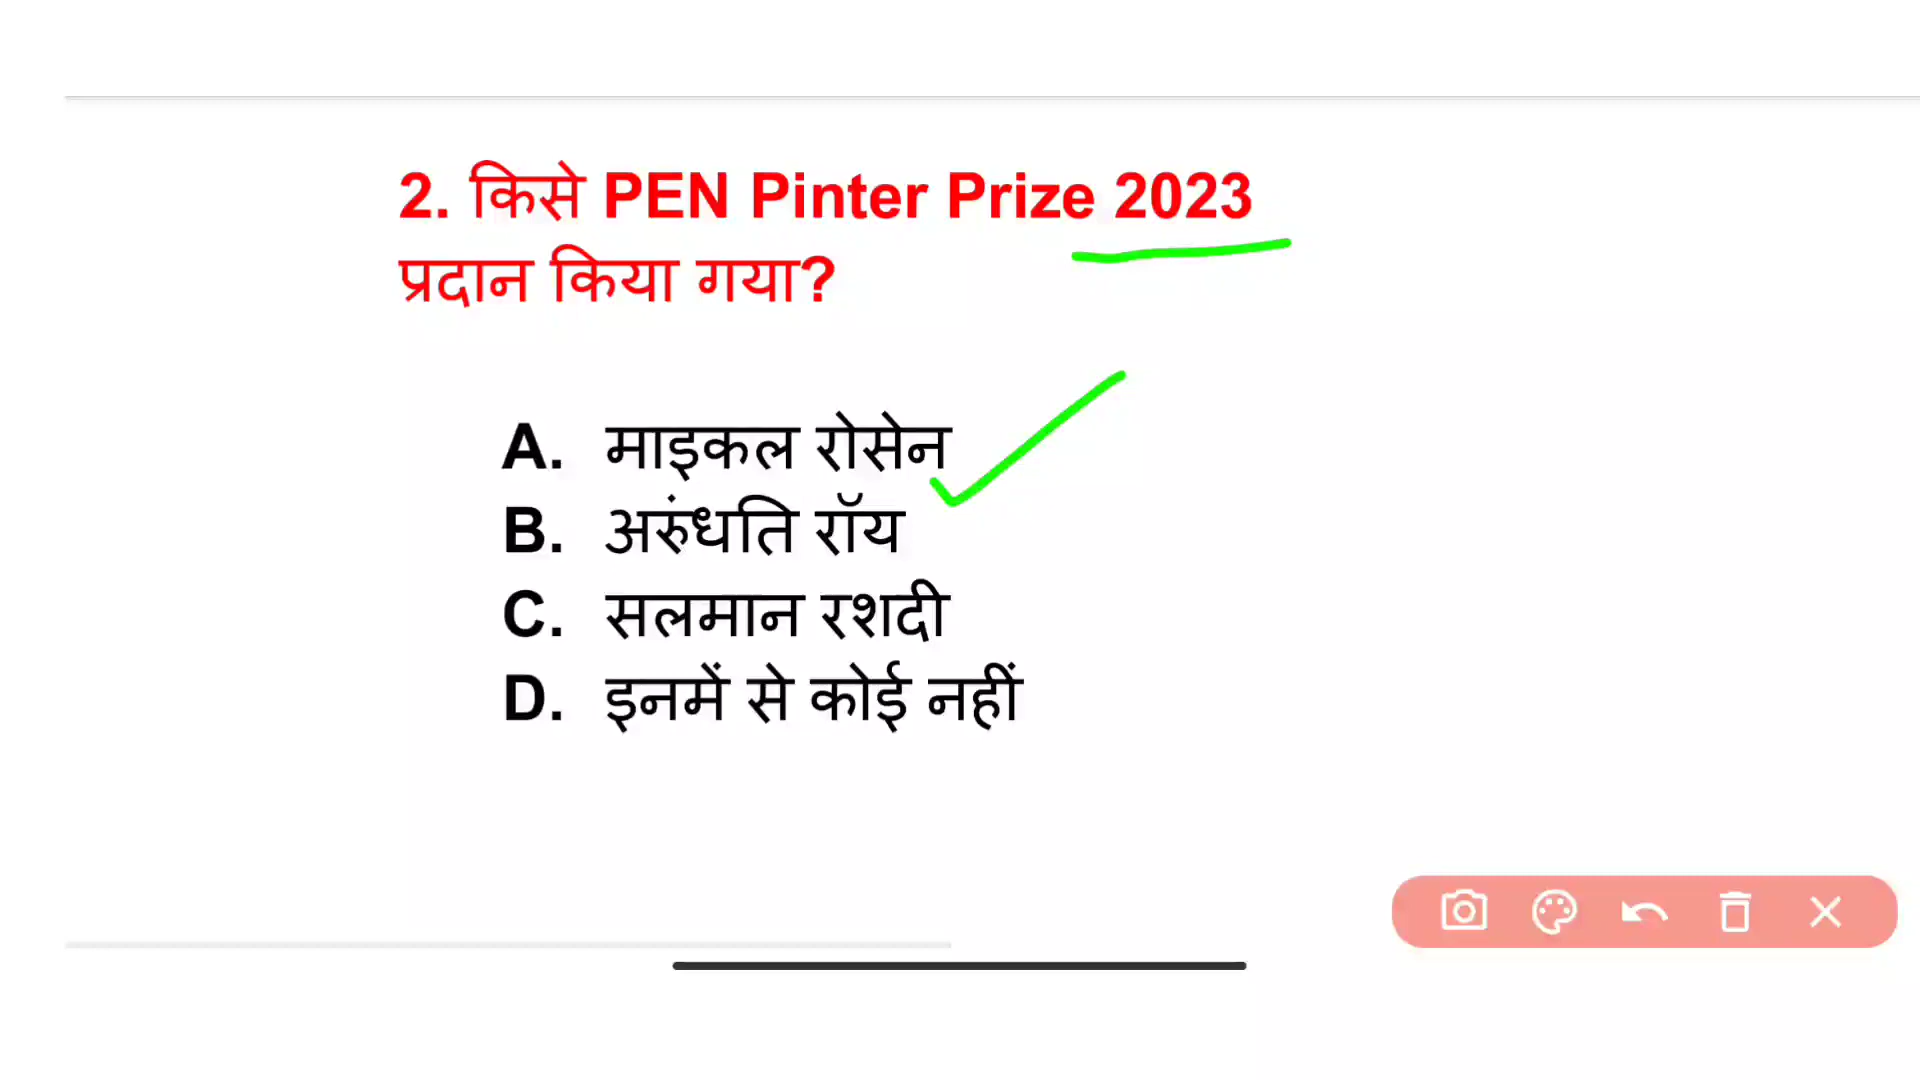 2. किसे PEN Pinter Prize 2023
प्रदान किया गया?
A. माइकल रोसेन
B. अरुंधति रॉय
C. सलमान रशदी
D. इनमें से कोई नहीं